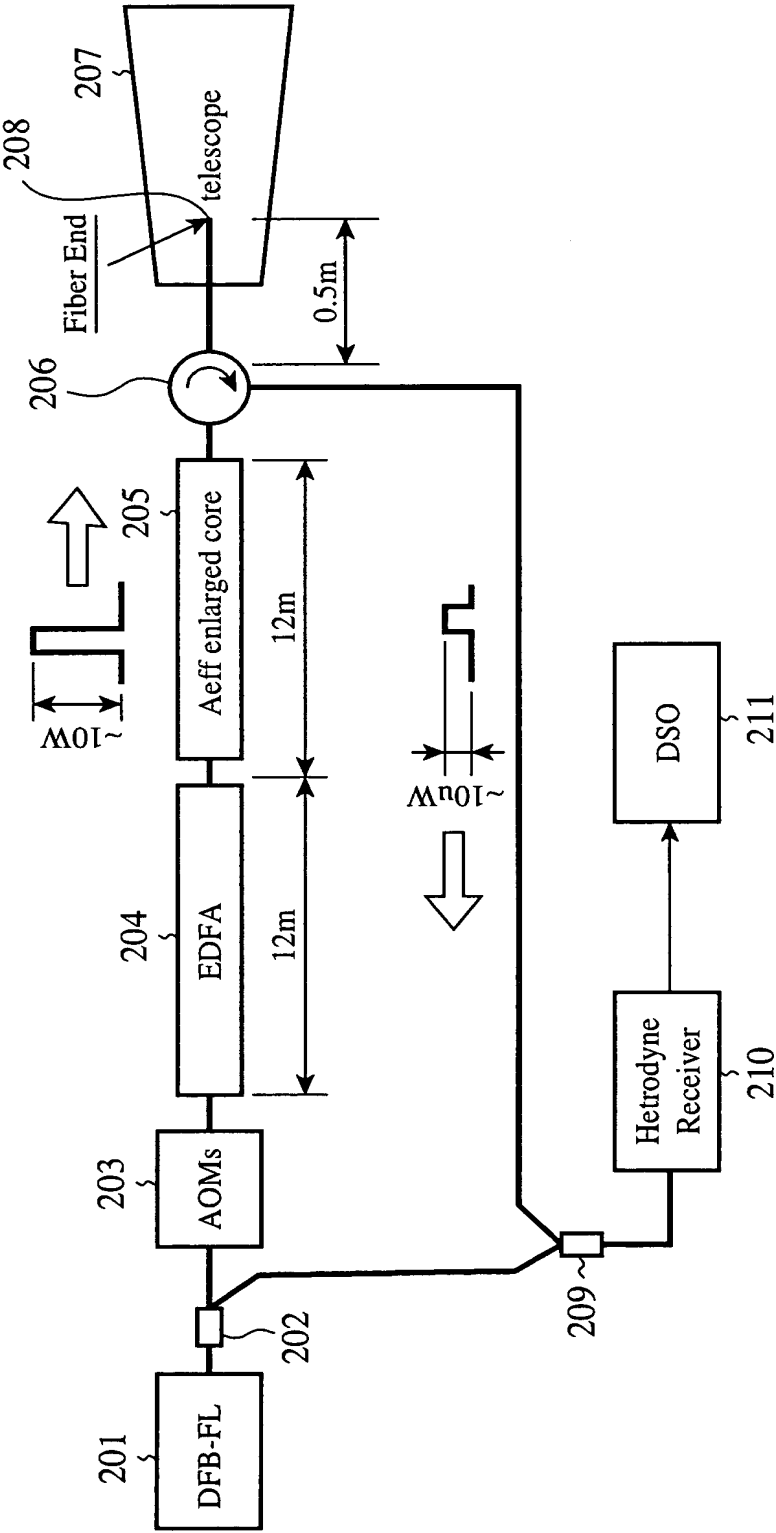 201
DFB-FL
202
203
AOMs
204
EDFA
12m
205
Aeff enlarged core
12m
~10W
206
Fiber End
208
207
telescope
0.5m
~10uW
209
Hetrodyne
Receiver
210
DSO
211